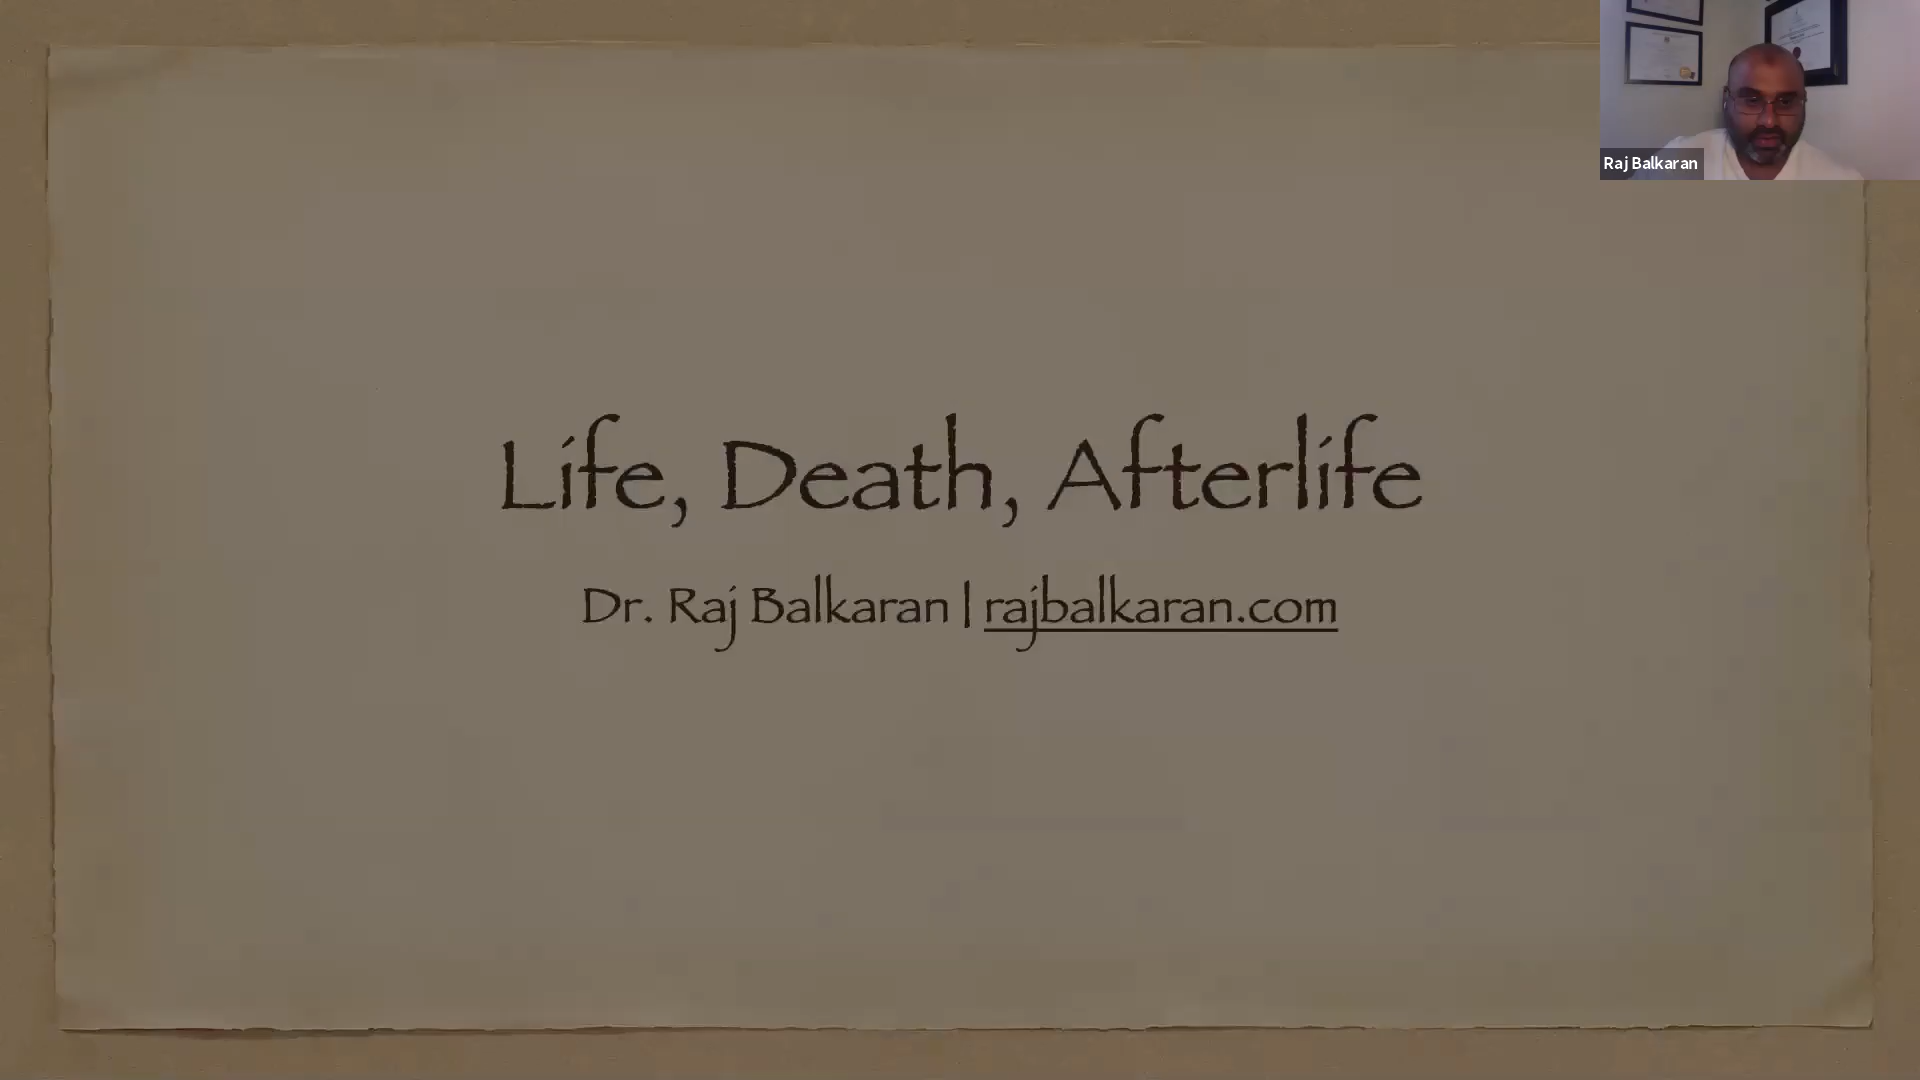 Life, Death, Afterlife
Dr. Raj Balkaran | rajbalkaran.com
Raj Balkaran